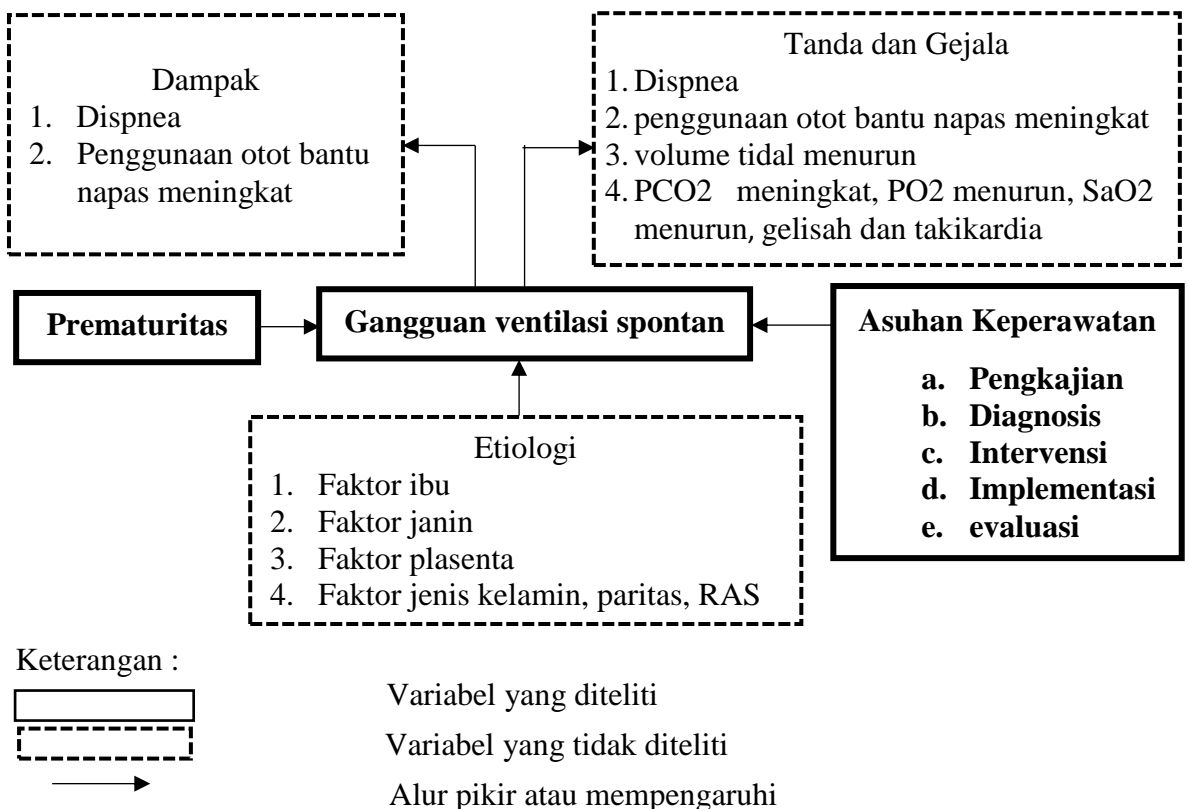 Dampak
1. Dispnea
2. Penggunaan otot bantu
napas meningkat
Tanda dan Gejala
1. Dispnea
2. penggunaan otot bantu napas meningkat
3. volume tidal menurun
4. PCO2 meningkat, PO2 menurun, SaO2
menurun, gelisah dan takikardia
Prematuritas
Gangguan ventilasi spontan
Asuhan Keperawatan
a. Pengkajian
b. Diagnosis
c. Intervensi
d. Implementasi
e. evaluasi
Etiologi
1. Faktor ibu
2. Faktor janin
3. Faktor plasenta
4. Faktor jenis kelamin, paritas, RAS
Keterangan :
Variabel yang diteliti
Variabel yang tidak diteliti
Alur pikir atau mempengaruhi